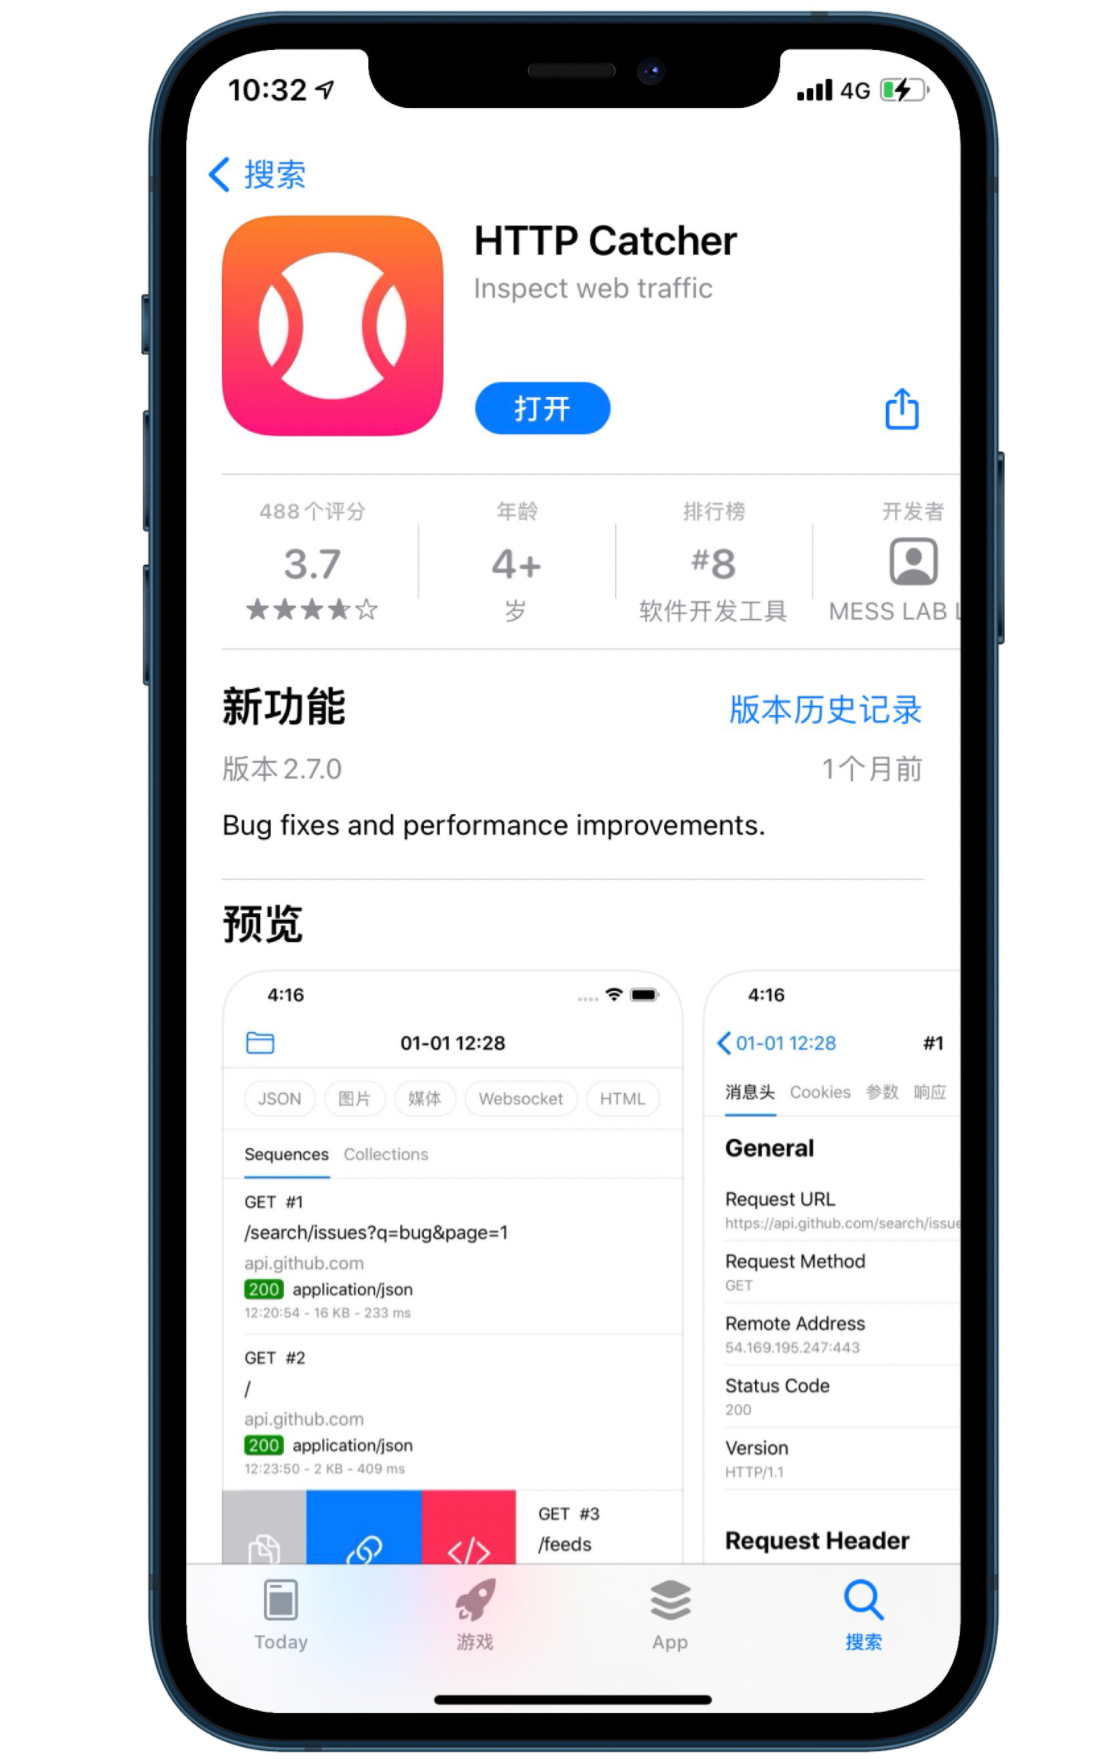 10:32
4G
搜索
HTTP Catcher
Inspect web traffic
打开
488个评分
年龄
排行榜
开发者
3.7
4+
#8
岁
软件开发工具
MESS LAB L
新功能
版本历史记录
版本 2.7.0
1个月前
Bug fixes and performance improvements.
预览
4:16
01-01 12:28
JSON
图片
媒体
Websocket
HTML
Sequences
Collections
GET #1
/search/issues?q=bug&page=1
api.github.com
200 application/json
12:20:54 - 16 KB - 233 ms
GET #2
/
api.github.com
200 application/json
12:23:50 - 2 KB - 409 ms
GET #3
/feeds
4:16
01-01 12:28
#1
消息头
Cookies
参数
响应
General
Request URL
https://api.github.com/search/issue
Request Method
GET
Remote Address
54.169.195.247:443
Status Code
200
Version
HTTP/1.1
Request Header
Today
游戏
App
搜索